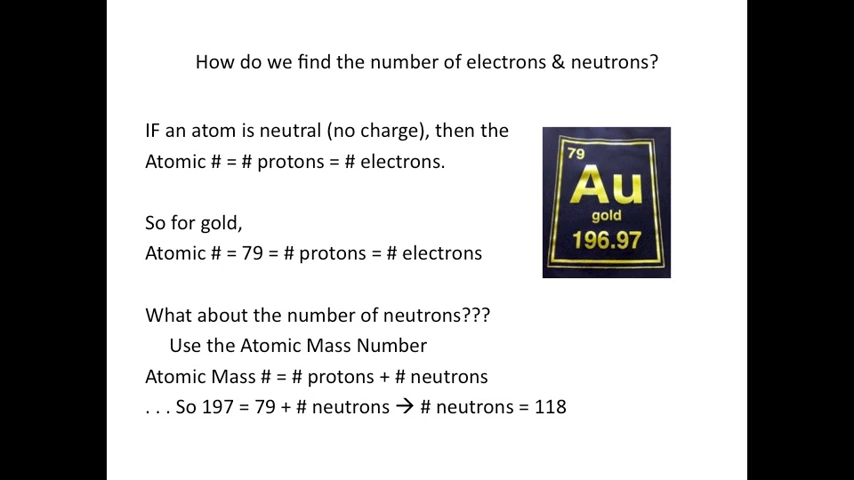 How do we find the number of electrons & neutrons?
IF an atom is neutral (no charge), then the
Atomic # = # protons = # electrons.
79
Au
gold
196.97
So for gold,
Atomic # = 79 = # protons = # electrons
What about the number of neutrons???
Use the Atomic Mass Number
Atomic Mass # = # protons + # neutrons
. . . So 197 = 79 + # neutrons → # neutrons = 118